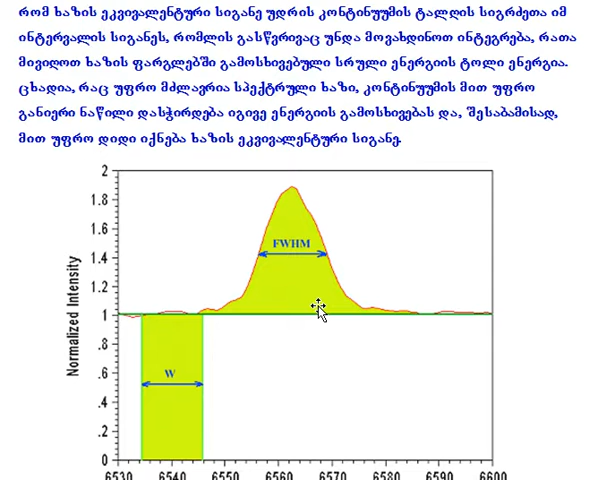 რომ ხაზის ეკვივალენტური სიგანე უდრის კონტინუუმის ტალღის სიგრძეთა იმ
ინტერვალის სიგანეს, რომლის გასწვრივაც უნდა მოვახდინოთ ინტეგრება, რათა
მივიღოთ ხაზის ფარგლებში გამოსხივებული სრული ენერგიის ტოლი ენერგია.
ცხადია, რაც უფრო მძლავრია სპექტრული ხაზი, კონტინუუმის მით უფრო
განიერი ნაწილი დასჭირდება იგივე ენერგიის გამოსხივებას და, შესაბამისად,
მით უფრო დიდი იქნება ხაზის ეკვივალენტური სიგანე.
2
1.8
1.6
FWHM
1.4
1.2
Normalized Intensity
1
.8
W
.6
.4
.2
0
6530 6540 6550 6560 6570 6580 6590 6600